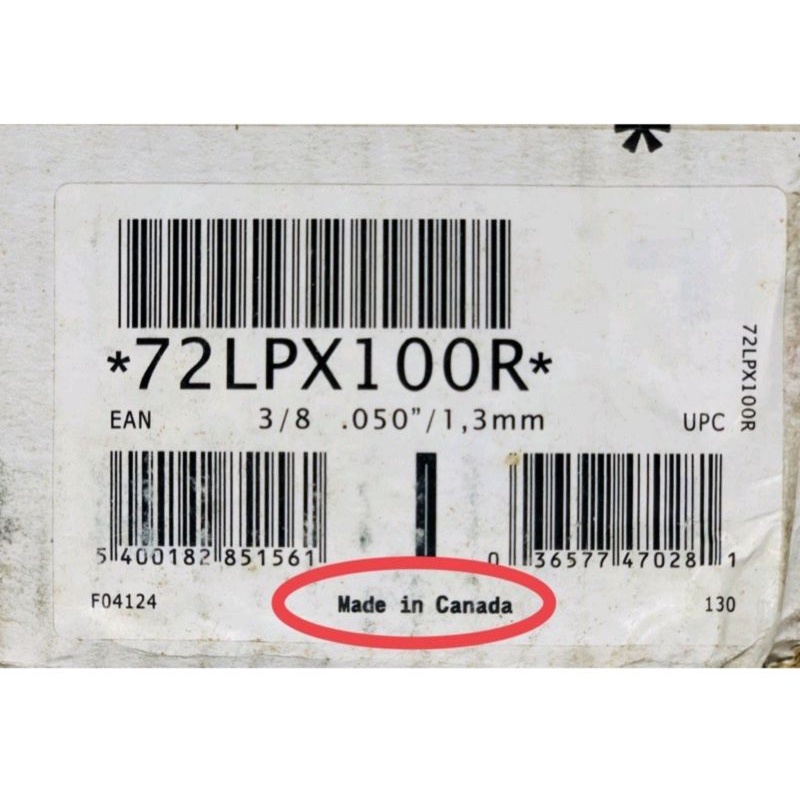 *
*72LPX100R*
72LPX100R
EAN 3/8 .050"/1,3mm UPC
5 400182 851561
0 36577 47028 1
F04124 Made in Canada 130